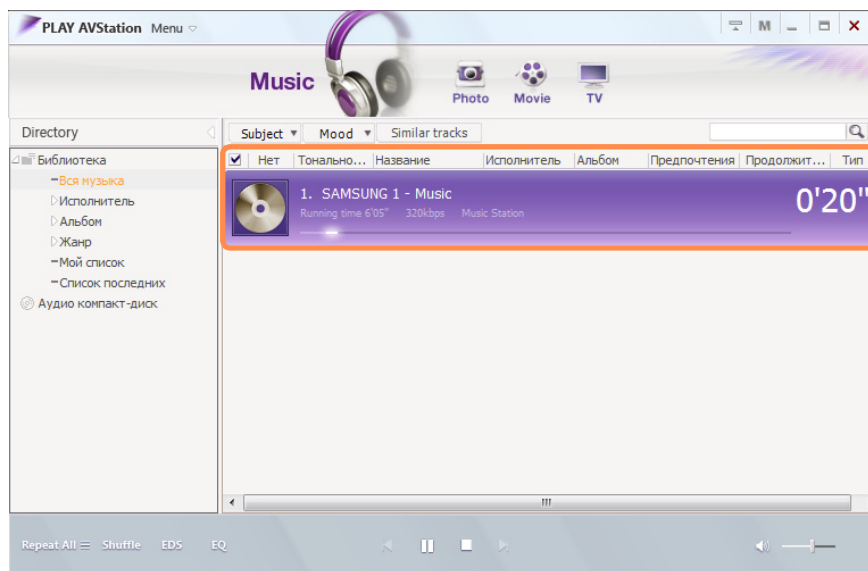 PLAY AVStation Menu
M
Music
Photo Movie TV
Directory
Subject Mood Similar tracks
Библиотека
Вся музыка
Исполнитель
Альбом
Жанр
Мой список
Список последних
Аудио компакт-диск
Нет Тонально... Название Исполнитель Альбом Предпочтения Продолжит... Тип
1. SAMSUNG 1 - Music
0'20"
Running time 6'05" 320kbps Music Station
Repeat All Shuffle EDS EQ